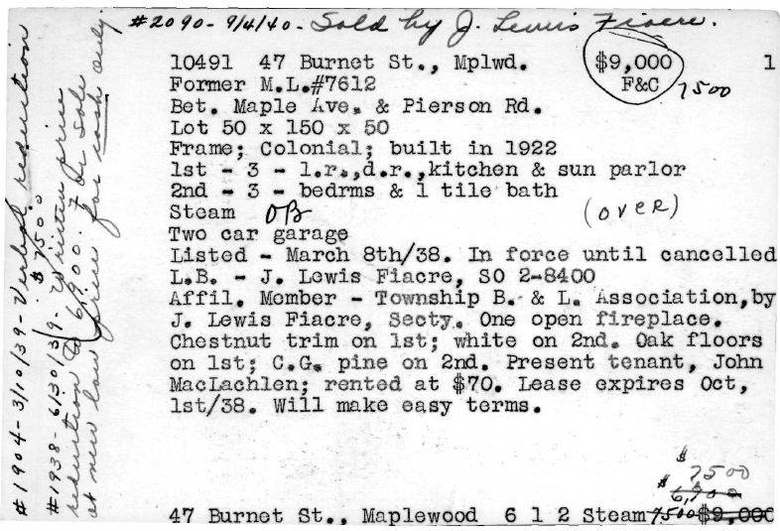 #2090-9/4/40- Sold by J. Lewis Fiacre.
10491 47 Burnet St., Mplwd. $9,000 1
Former M.L.#7612 F&C 7500
Bet. Maple Ave. & Pierson Rd.
Lot 50 x 150 x 50
Frame; Colonial; built in 1922
1st - 3 - l.r.,d.r.,kitchen & sun parlor
2nd - 3 - bedrms & 1 tile bath
Steam OB (over)
Two car garage
Listed - March 8th/38. In force until cancelled
L.B. - J. Lewis Fiacre, SO 2-8400
Affil. Member - Township B. & L. Association,by
J. Lewis Fiacre, Secty. One open fireplace.
Chestnut trim on 1st; white on 2nd. Oak floors
on 1st; C.G. pine on 2nd. Present tenant, John
MacLachlen; rented at $70. Lease expires Oct,
1st/38. Will make easy terms.
$ 7500
6,900
47 Burnet St., Maplewood 6 1 2 Steam 7500 $9,000
#1904-3/10/39-Verbal reduction
$7500
#1938-6/30/39. Written price
reduction to 6,900. For sale
at new low price for cash only